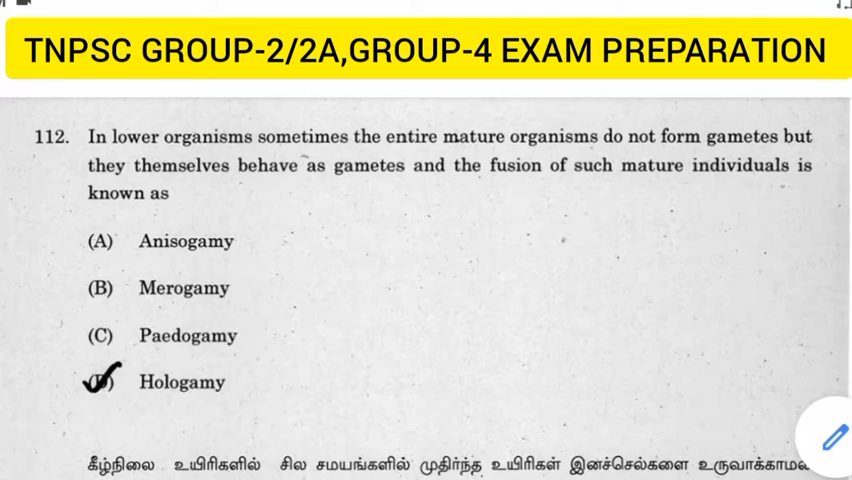 TNPSC GROUP-2/2A,GROUP-4 EXAM PREPARATION
112. In lower organisms sometimes the entire mature organisms do not form gametes but
they themselves behave as gametes and the fusion of such mature individuals is
known as
(A) Anisogamy
(B) Merogamy
(C) Paedogamy
(D) Hologamy
கீழ்நிலை உயிரிகளில் சில சமயங்களில் முதிர்ந்த உயிரிகள் இனச்செல்களை உருவாக்காமல்